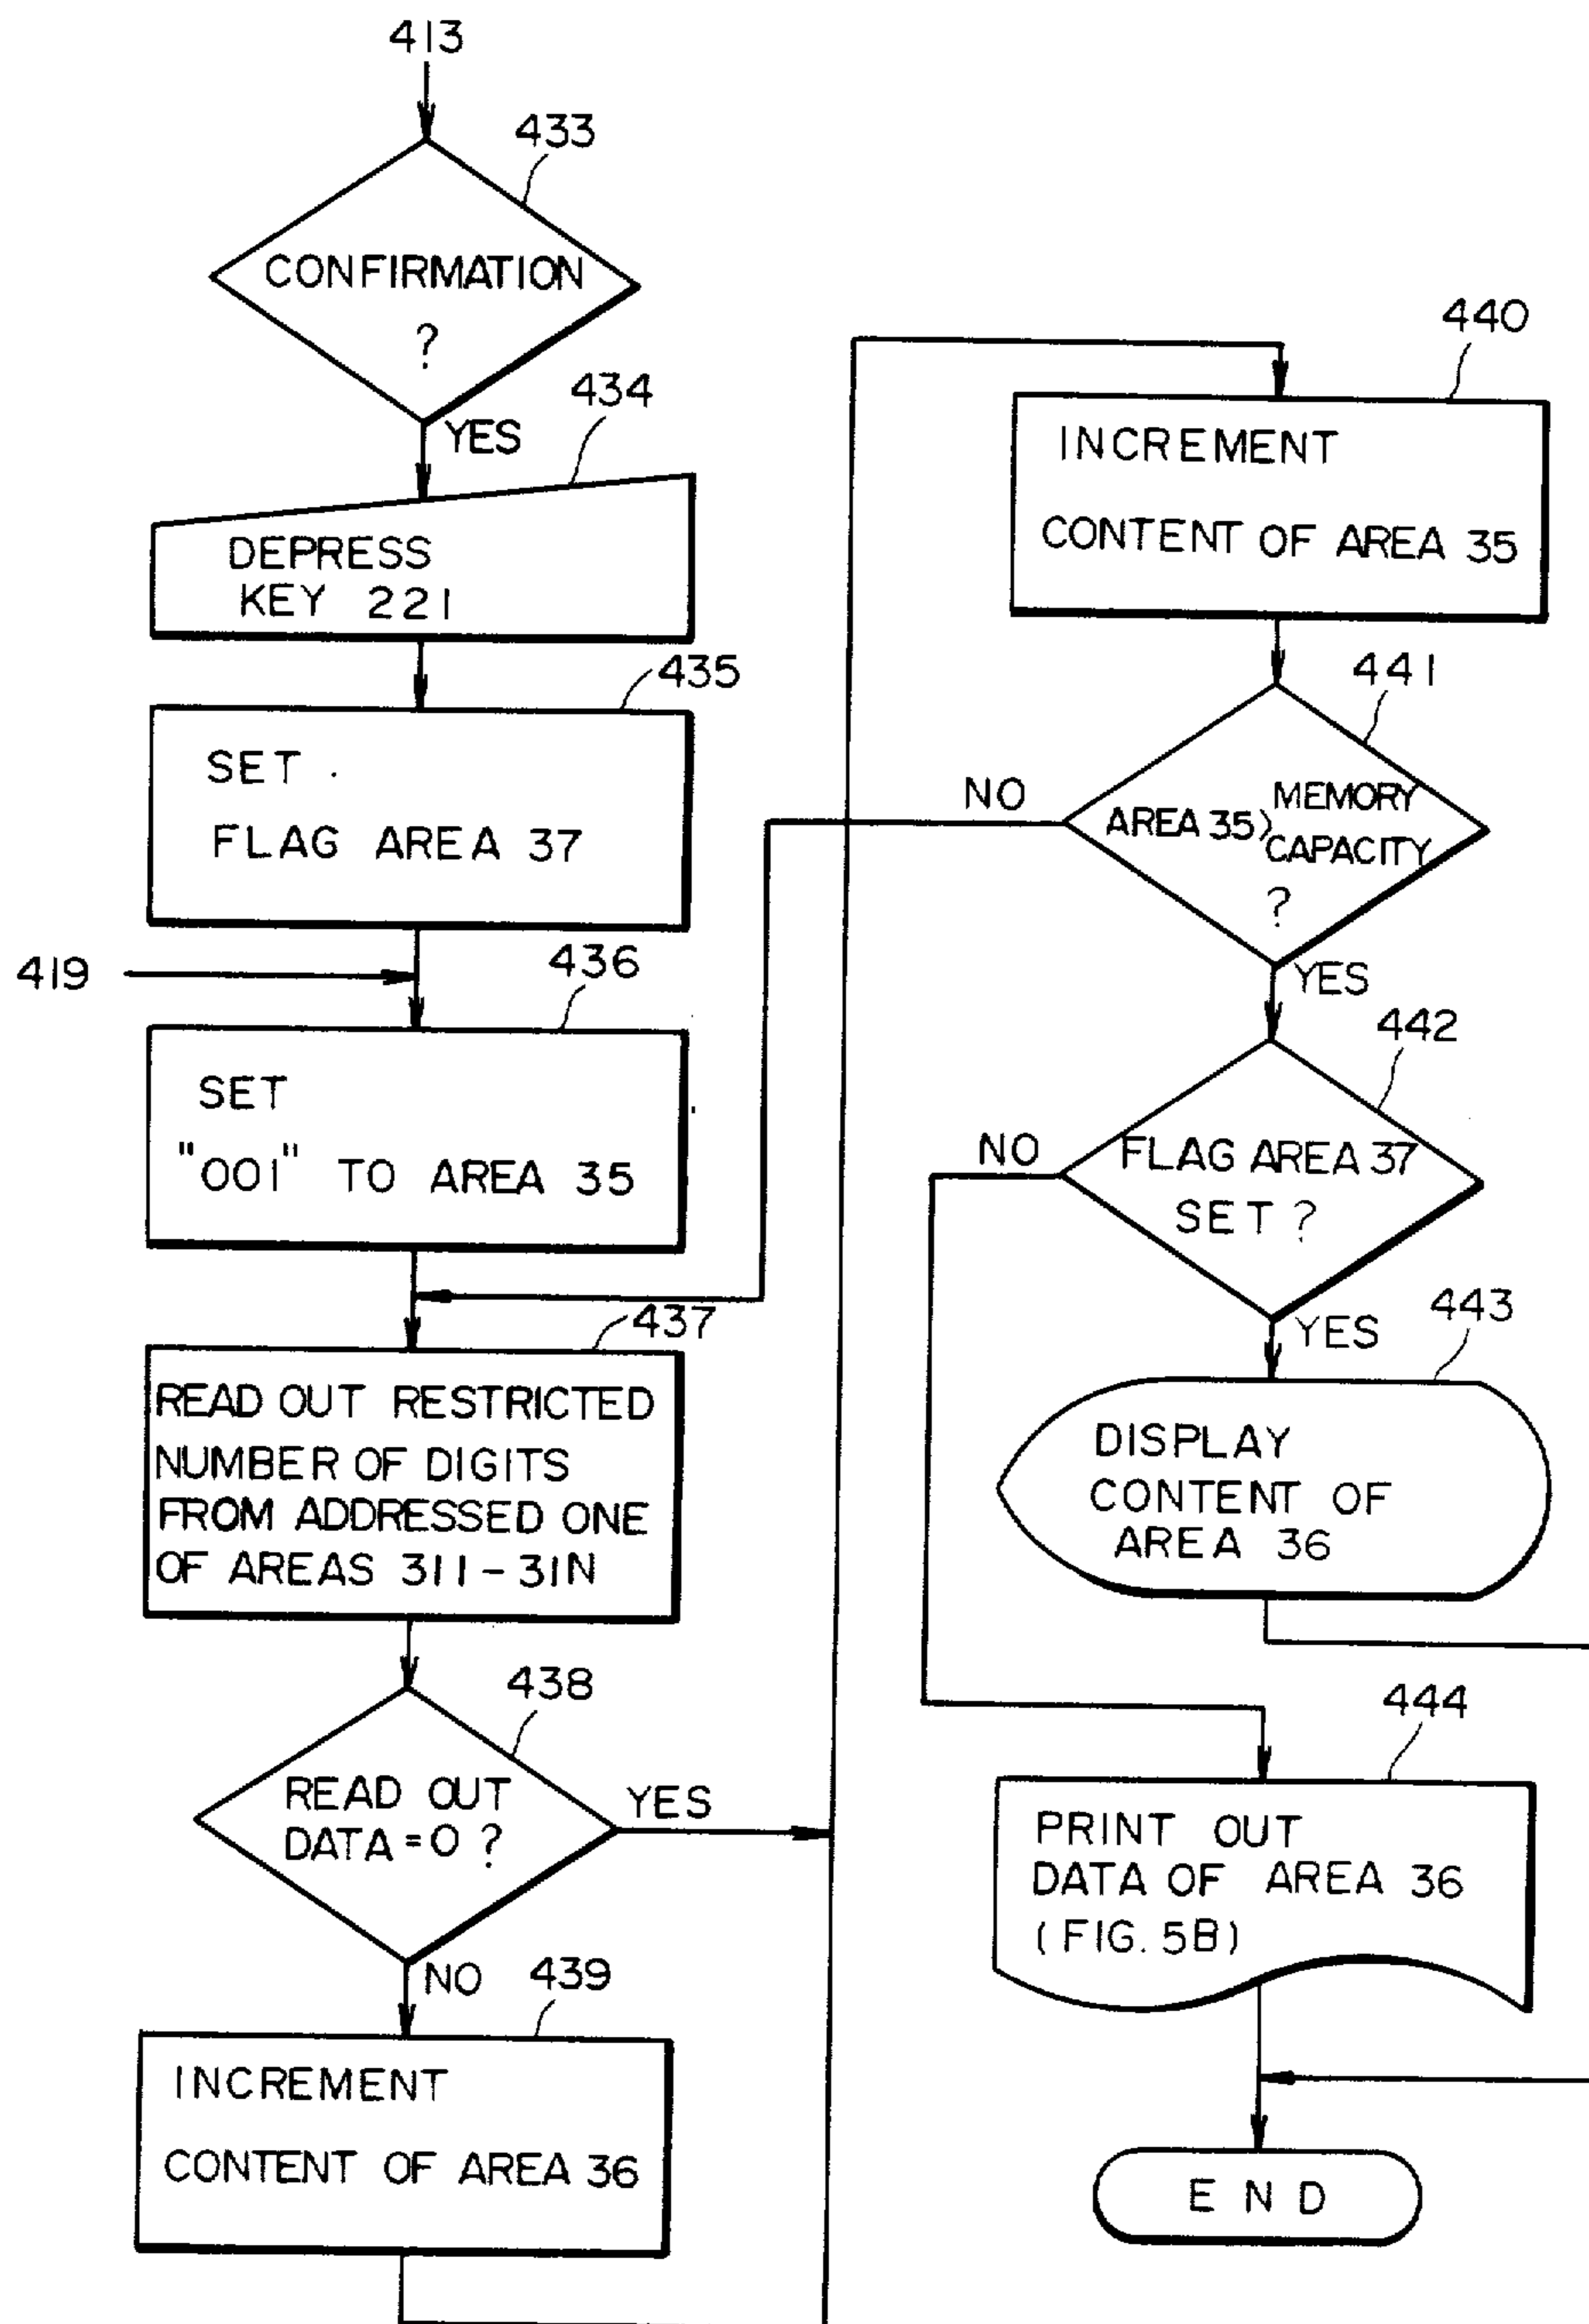 413
433
CONFIRMATION
?
YES
434
DEPRESS
KEY 221
435
SET
FLAG AREA 37
419
436
SET
"001" TO AREA 35
437
READ OUT RESTRICTED
NUMBER OF DIGITS
FROM ADDRESSED ONE
OF AREAS 311-31N
438
READ OUT
DATA=0 ?
YES
NO
439
INCREMENT
CONTENT OF AREA 36
440
INCREMENT
CONTENT OF AREA 35
441
NO
AREA 35 > MEMORY
CAPACITY
?
YES
442
NO
FLAG AREA 37
SET ?
YES
443
DISPLAY
CONTENT OF
AREA 36
444
PRINT OUT
DATA OF AREA 36
(FIG. 5B)
END